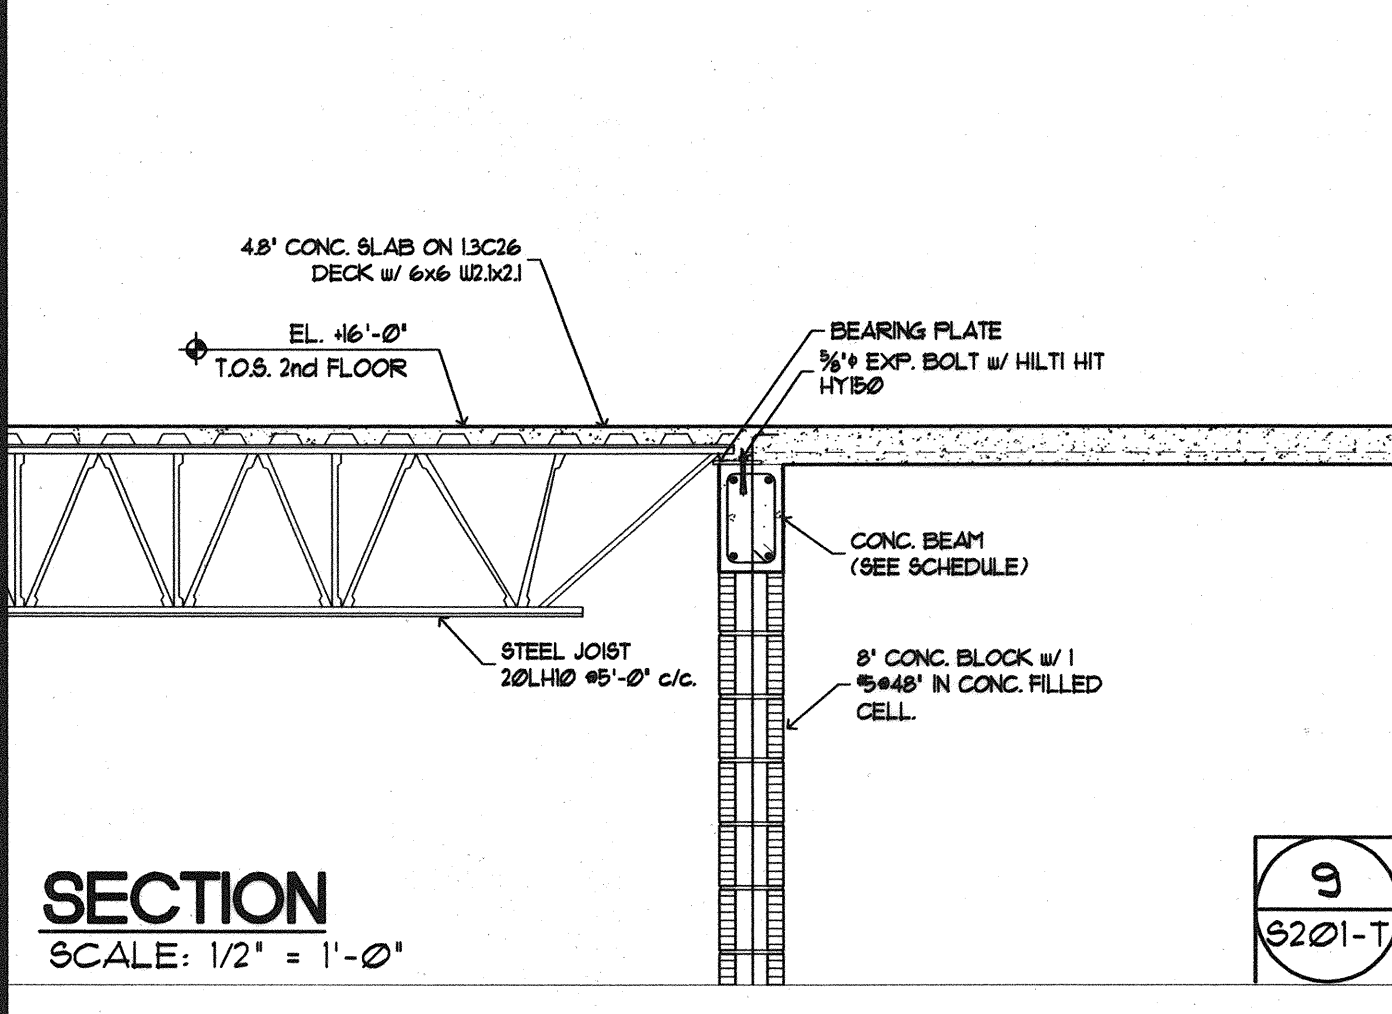 4.8" CONC. SLAB ON 1.3C26
DECK w/ 6x6 W2.1x2.1
EL. +16'-0"
T.O.S. 2nd FLOOR
BEARING PLATE
5/8"ϕ EXP. BOLT w/ HILTI HIT
HY150
CONC. BEAM
(SEE SCHEDULE)
STEEL JOIST
20LH10 @5'-0" c/c.
8" CONC. BLOCK w/ 1
#5@48" IN CONC. FILLED
CELL.
SECTION
SCALE: 1/2" = 1'-0"
9
S201-T